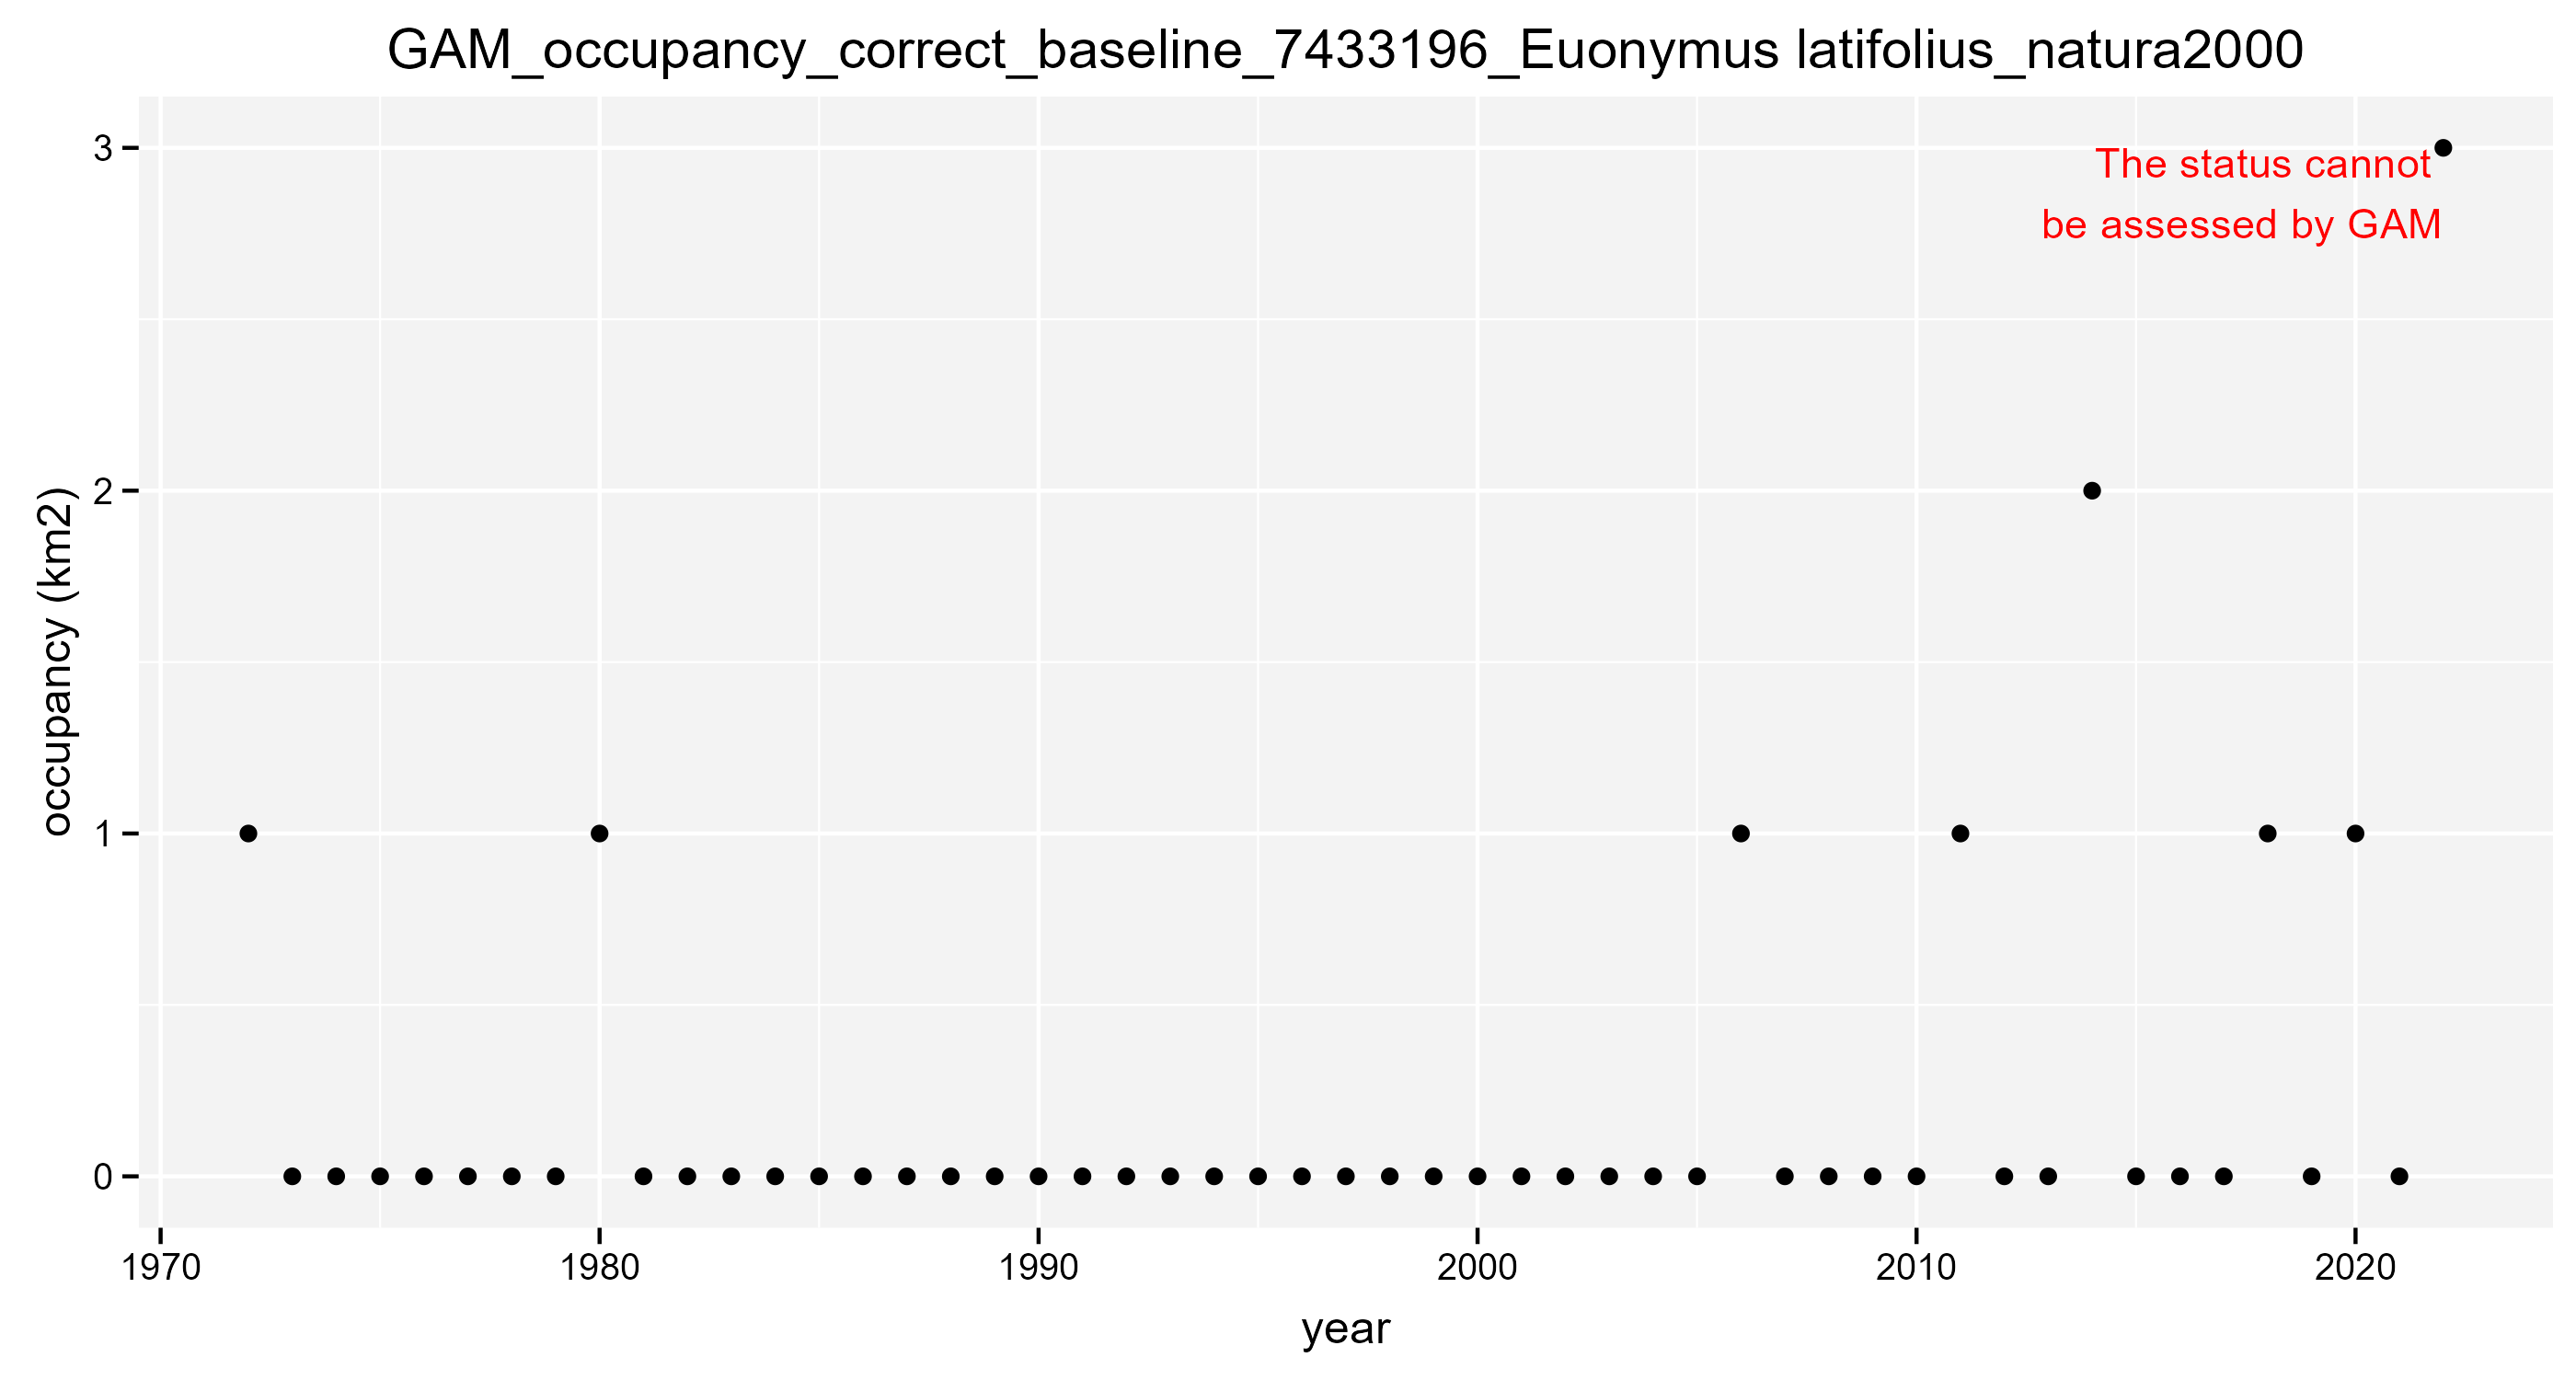 GAM_occupancy_correct_baseline_7433196_Euonymus latifolius_natura2000
3
The status cannot
be assessed by GAM
2
occupancy (km2)
1
0
1970 1980 1990 2000 2010 2020
year